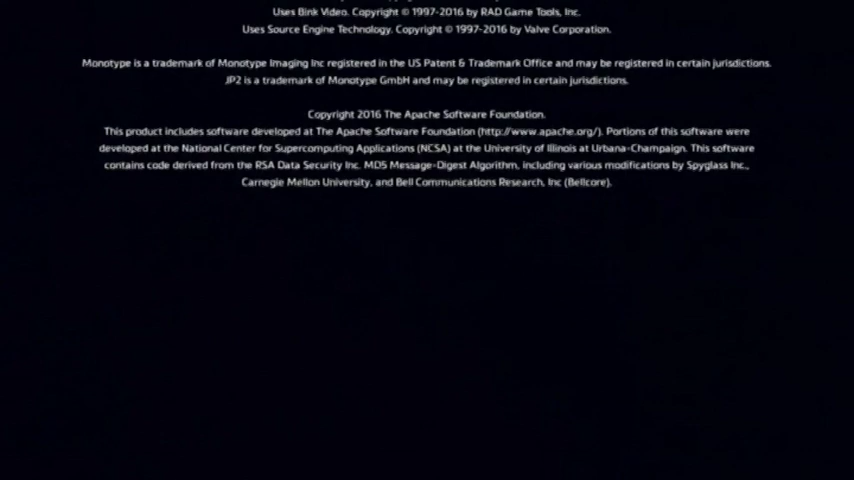 Uses Bink Video. Copyright © 1997-2016 by RAD Game Tools, Inc.
Uses Source Engine Technology. Copyright © 1997-2016 by Valve Corporation.
Monotype is a trademark of Monotype Imaging Inc registered in the US Patent & Trademark Office and may be registered in certain jurisdictions.
JP2 is a trademark of Monotype GmbH and may be registered in certain jurisdictions.
Copyright 2016 The Apache Software Foundation.
This product includes software developed at The Apache Software Foundation (http://www.apache.org/). Portions of this software were
developed at the National Center for Supercomputing Applications (NCSA) at the University of Illinois at Urbana-Champaign. This software
contains code derived from the RSA Data Security Inc. MD5 Message-Digest Algorithm, including various modifications by Spyglass Inc.,
Carnegie Mellon University, and Bell Communications Research, Inc (Bellcore).